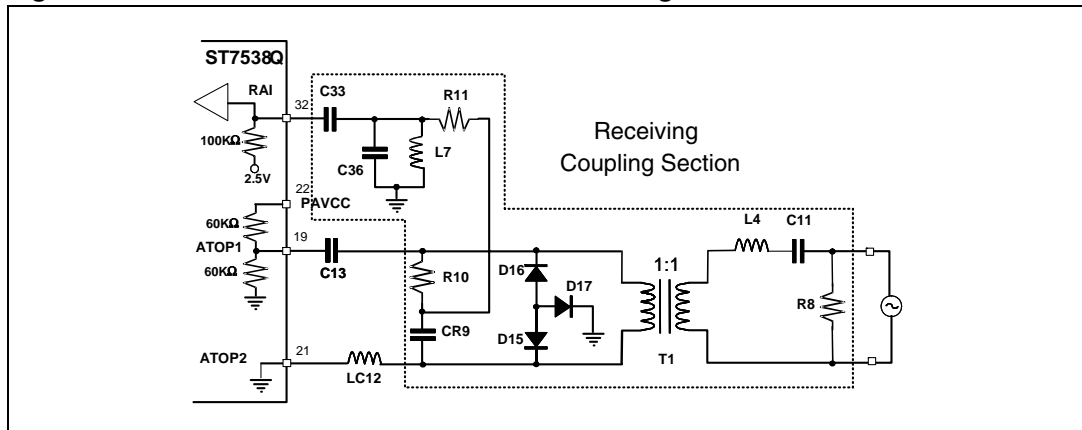 ST7538Q
RAI
32
C33
R11
100KΩ
2.5V
C36
L7
Receiving
Coupling Section
22
PAVCC
60KΩ
ATOP1
19
60KΩ
C13
R10
D16
D17
1:1
L4
C11
R8
CR9
D15
T1
ATOP2
21
LC12